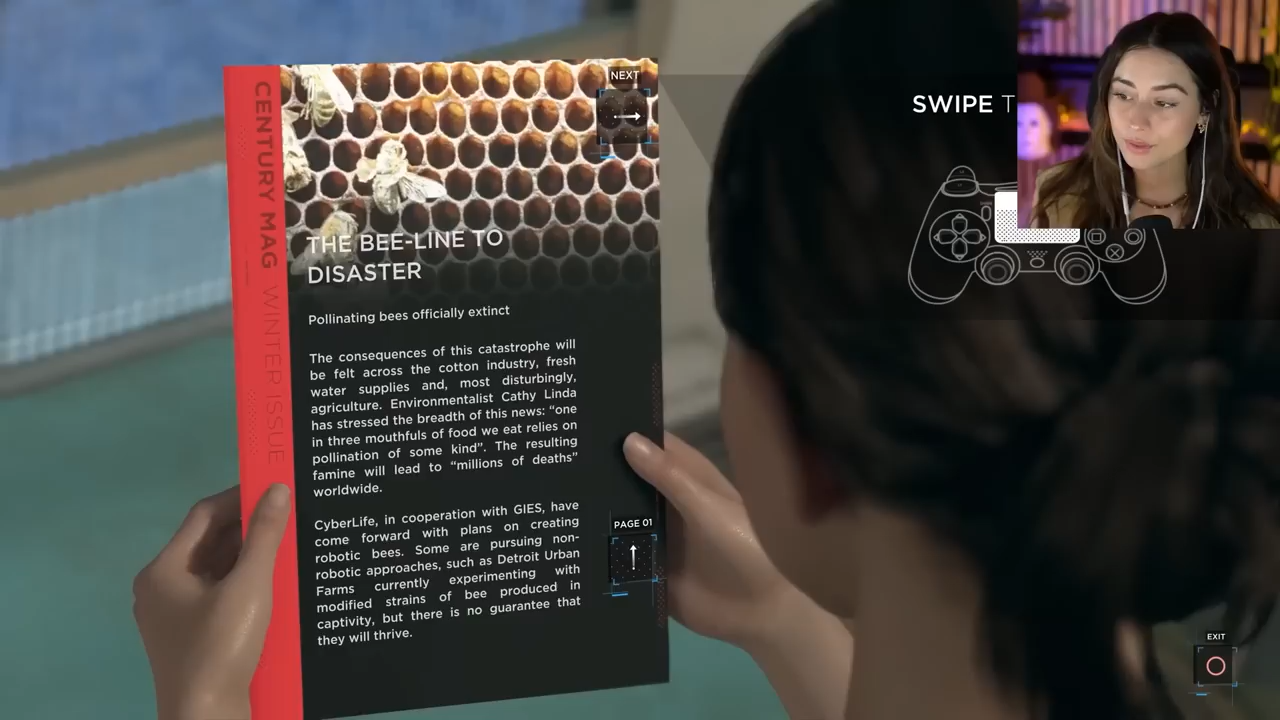 CENTURY MAG WINTER ISSUE
NEXT
SWIPE T
THE BEE-LINE TO
DISASTER
Pollinating bees officially extinct
The consequences of this catastrophe will
be felt across the cotton industry, fresh
water supplies and, most disturbingly,
agriculture. Environmentalist Cathy Linda
has stressed the breadth of this news: “one
in three mouthfuls of food we eat relies on
pollination of some kind”. The resulting
famine will lead to “millions of deaths”
worldwide.
CyberLife, in cooperation with GIES, have
come forward with plans on creating
robotic bees. Some are pursuing non-
robotic approaches, such as Detroit Urban
Farms currently experimenting with
modified strains of bee produced in
captivity, but there is no guarantee that
they will thrive.
PAGE 01
EXIT